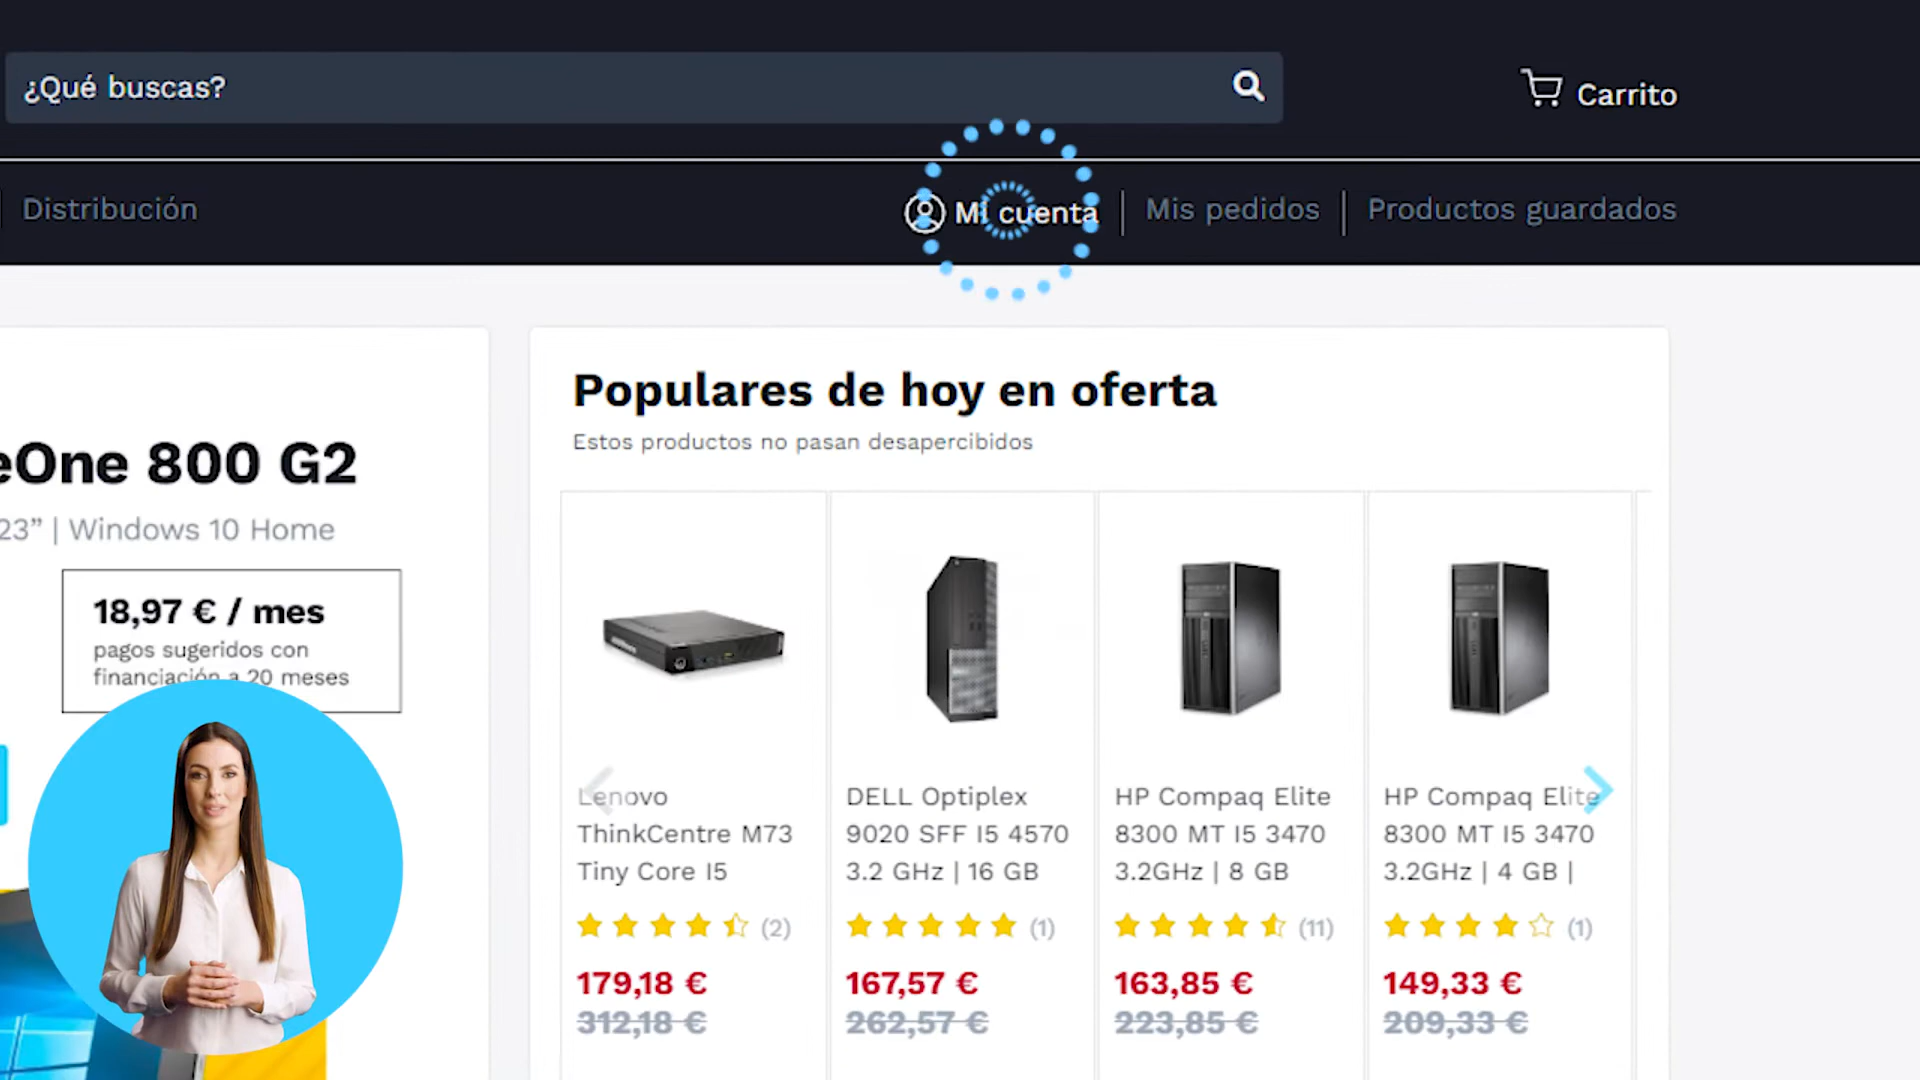 ¿Qué buscas?
Carrito
Distribución
Mi cuenta
Mis pedidos
Productos guardados
eOne 800 G2
23” | Windows 10 Home
18,97 € / mes
pagos sugeridos con
financiación a 20 meses
Populares de hoy en oferta
Estos productos no pasan desapercibidos
Lenovo
ThinkCentre M73
Tiny Core I5
(2)
179,18 €
312,18 €
DELL Optiplex
9020 SFF I5 4570
3.2 GHz | 16 GB
(1)
167,57 €
262,57 €
HP Compaq Elite
8300 MT I5 3470
3.2GHz | 8 GB
(11)
163,85 €
223,85 €
HP Compaq Elite
8300 MT I5 3470
3.2GHz | 4 GB |
(1)
149,33 €
209,33 €